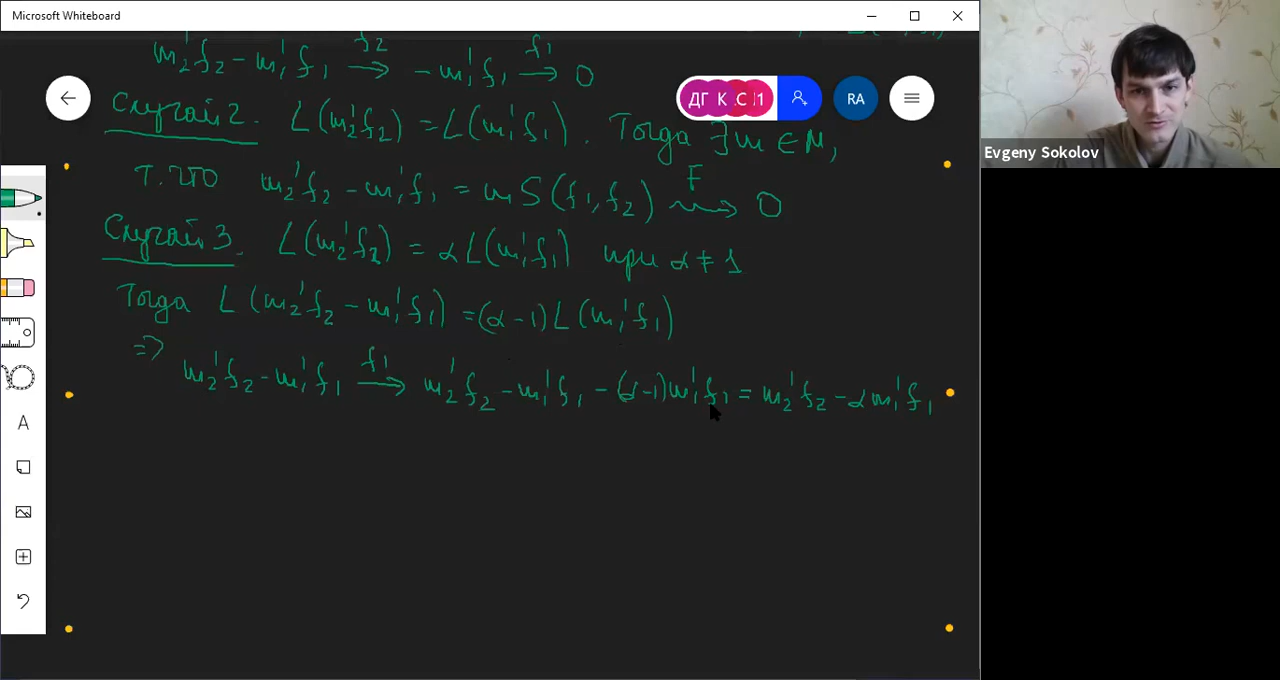 Microsoft Whiteboard
m₂'f₂ − m₁'f₁ —f₂→ −m₁'f₁ —f₁→ 0
ДГ К С И1 RA
Случай 2. L(m₂'f₂) = L(m₁'f₁). Тогда ∃ m ∈ M,
т. что m₂'f₂ − m₁'f₁ = m S(f₁, f₂) ~F~> 0
Случай 3. L(m₂'f₂) = αL(m₁'f₁) при α ≠ 1
Тогда L(m₂'f₂ − m₁'f₁) = (α − 1) L(m₁'f₁)
=> m₂'f₂ − m₁'f₁ —f₁→ m₂'f₂ − m₁'f₁ − (α−1)m₁'f₁ = m₂'f₂ − αm₁'f₁
A
Evgeny Sokolov